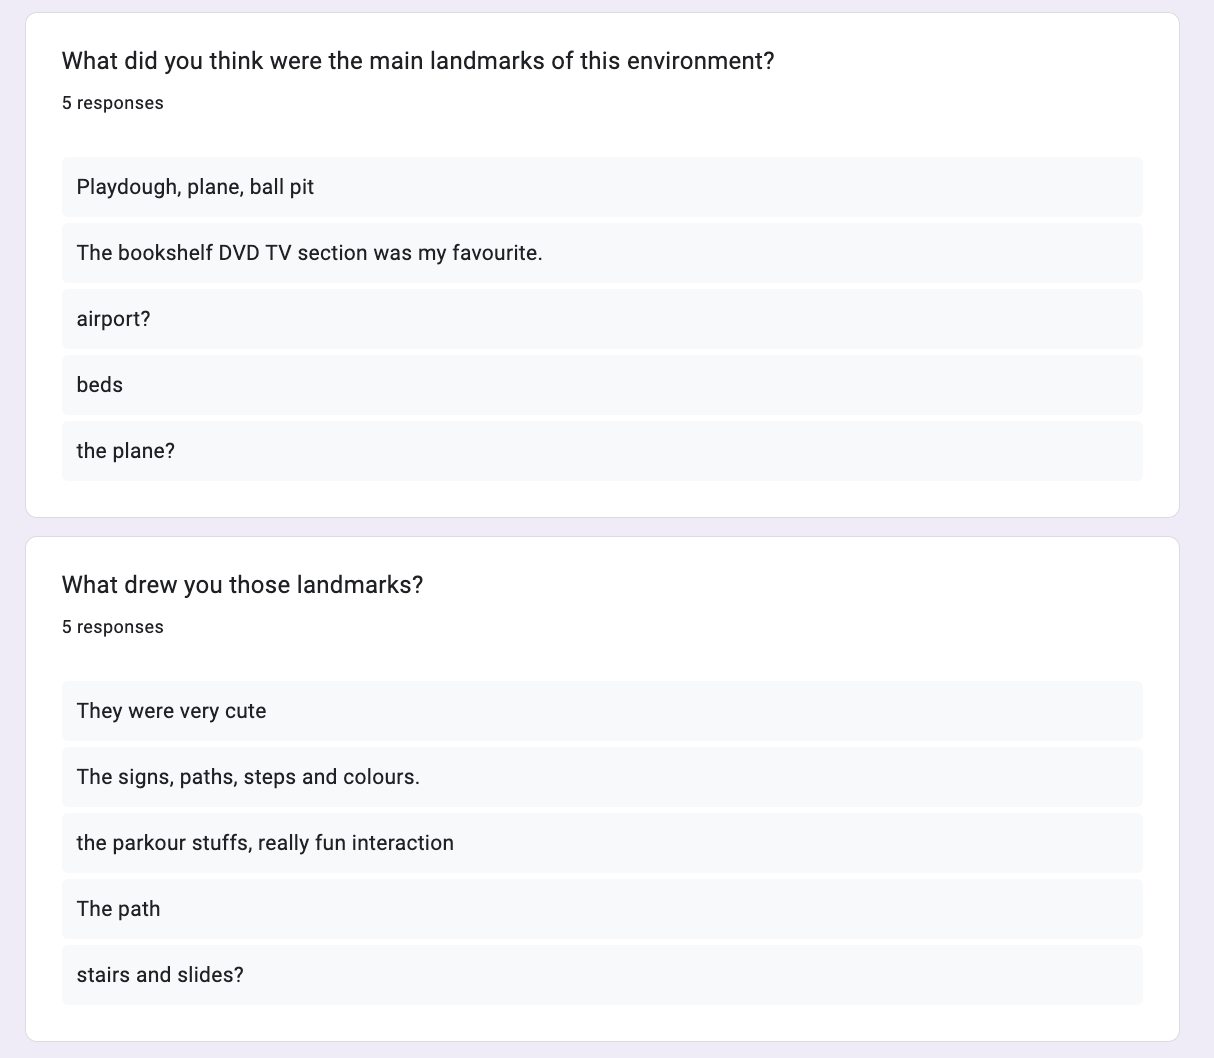 What did you think were the main landmarks of this environment?
5 responses
Playdough, plane, ball pit
The bookshelf DVD TV section was my favourite.
airport?
beds
the plane?
What drew you those landmarks?
5 responses
They were very cute
The signs, paths, steps and colours.
the parkour stuffs, really fun interaction
The path
stairs and slides?